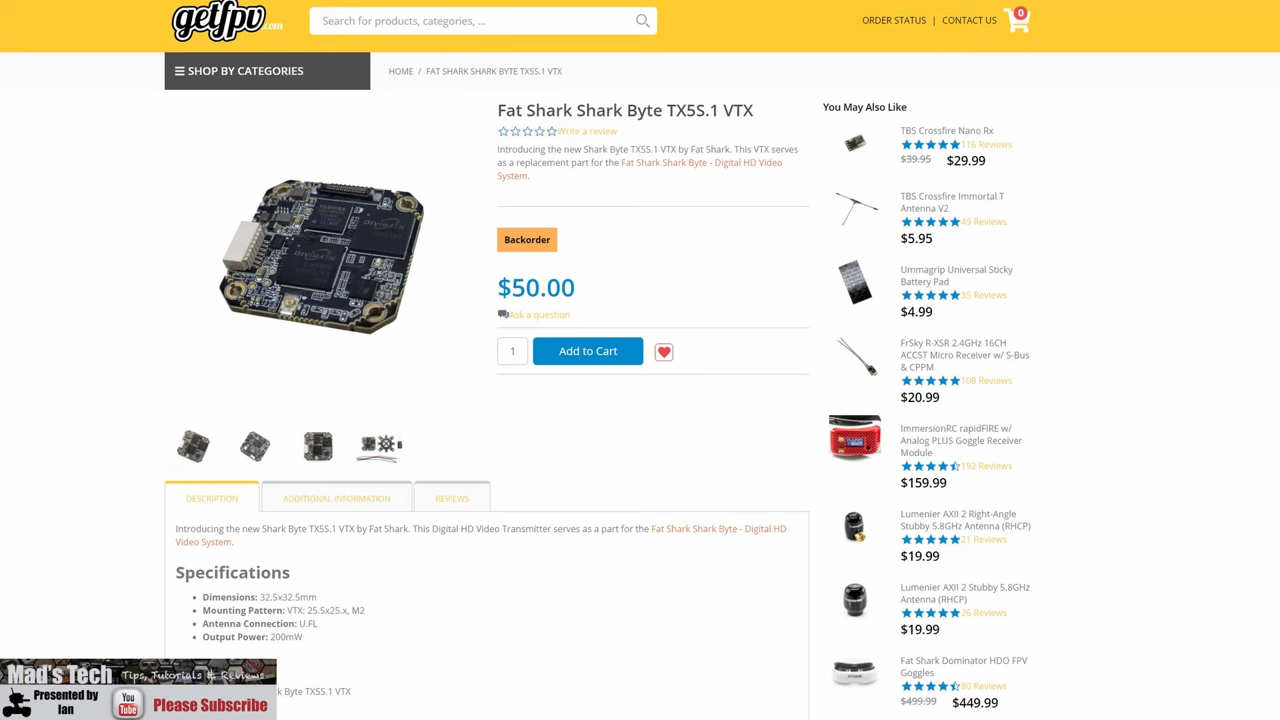 getfpv.com
Search for products, categories, ...
ORDER STATUS | CONTACT US
0
SHOP BY CATEGORIES
HOME / FAT SHARK SHARK BYTE TX5S.1 VTX
Fat Shark Shark Byte TX5S.1 VTX
Write a review
Introducing the new Shark Byte TX5S.1 VTX by Fat Shark. This VTX serves
as a replacement part for the Fat Shark Shark Byte - Digital HD Video
System.
Backorder
$50.00
Ask a question
1
Add to Cart
DIVIMATH
DIVIMATH
You May Also Like
TBS Crossfire Nano Rx
116 Reviews
$39.95 $29.99
TBS Crossfire Immortal T
Antenna V2
49 Reviews
$5.95
Ummagrip Universal Sticky
Battery Pad
35 Reviews
$4.99
FrSky R-XSR 2.4GHz 16CH
ACCST Micro Receiver w/ S-Bus
& CPPM
108 Reviews
$20.99
ImmersionRC rapidFIRE w/
Analog PLUS Goggle Receiver
Module
192 Reviews
$159.99
Lumenier AXII 2 Right-Angle
Stubby 5.8GHz Antenna (RHCP)
21 Reviews
$19.99
Lumenier AXII 2 Stubby 5.8GHz
Antenna (RHCP)
26 Reviews
$19.99
Fat Shark Dominator HDO FPV
Goggles
80 Reviews
$499.99 $449.99
DESCRIPTION
ADDITIONAL INFORMATION
REVIEWS
Introducing the new Shark Byte TX5S.1 VTX by Fat Shark. This Digital HD Video Transmitter serves as a part for the Fat Shark Shark Byte - Digital HD
Video System.
Specifications
Dimensions: 32.5x32.5mm
Mounting Pattern: VTX: 25.5x25.x, M2
Antenna Connection: U.FL
Output Power: 200mW
k Byte TX5S.1 VTX
Mad's Tech Tips, Tutorials & Reviews
Presented by
Ian
You
Tube
Please Subscribe